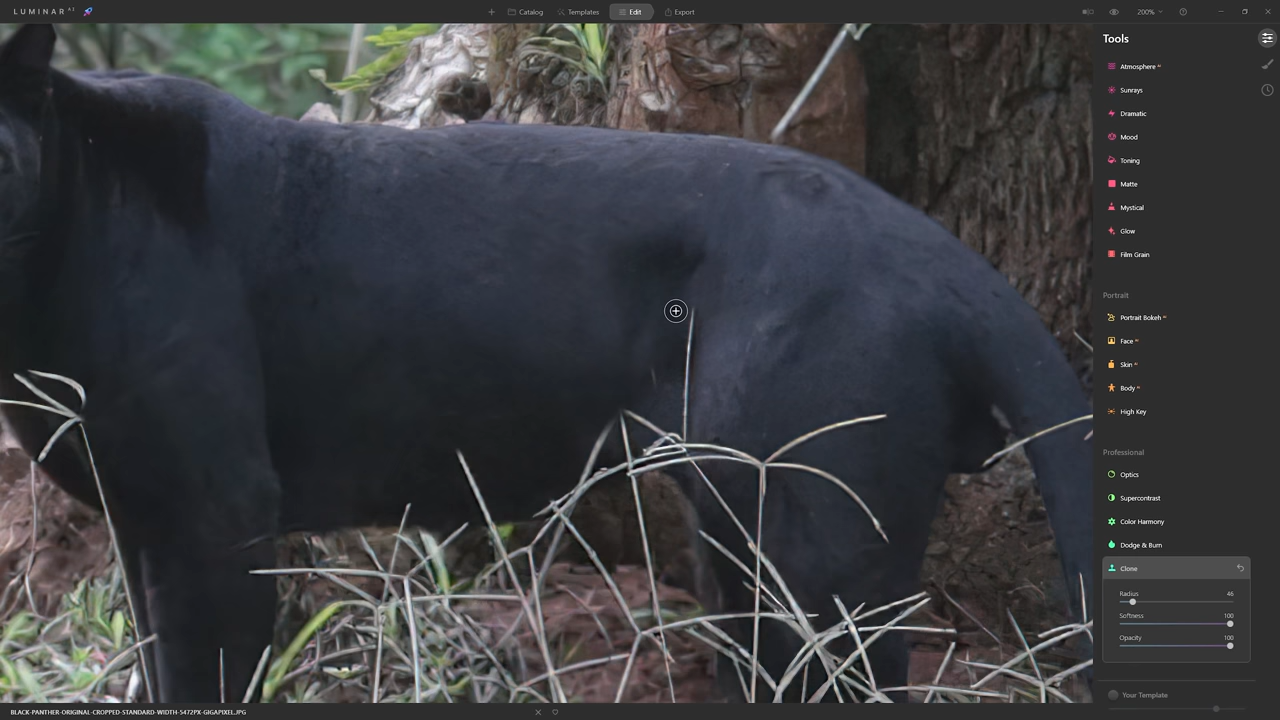 LUMINAR AI
Catalog
Templates
Edit
Export
200%
Tools
Atmosphere AI
Sunrays
Dramatic
Mood
Toning
Matte
Mystical
Glow
Film Grain
Portrait
Portrait Bokeh AI
Face AI
Skin AI
Body AI
High Key
Professional
Optics
Supercontrast
Color Harmony
Dodge & Burn
Clone
Radius 46
Softness 100
Opacity 100
Your Template
BLACK-PANTHER-ORIGINAL-CROPPED-STANDARD-WIDTH-5472PX-GIGAPIXEL.JPG